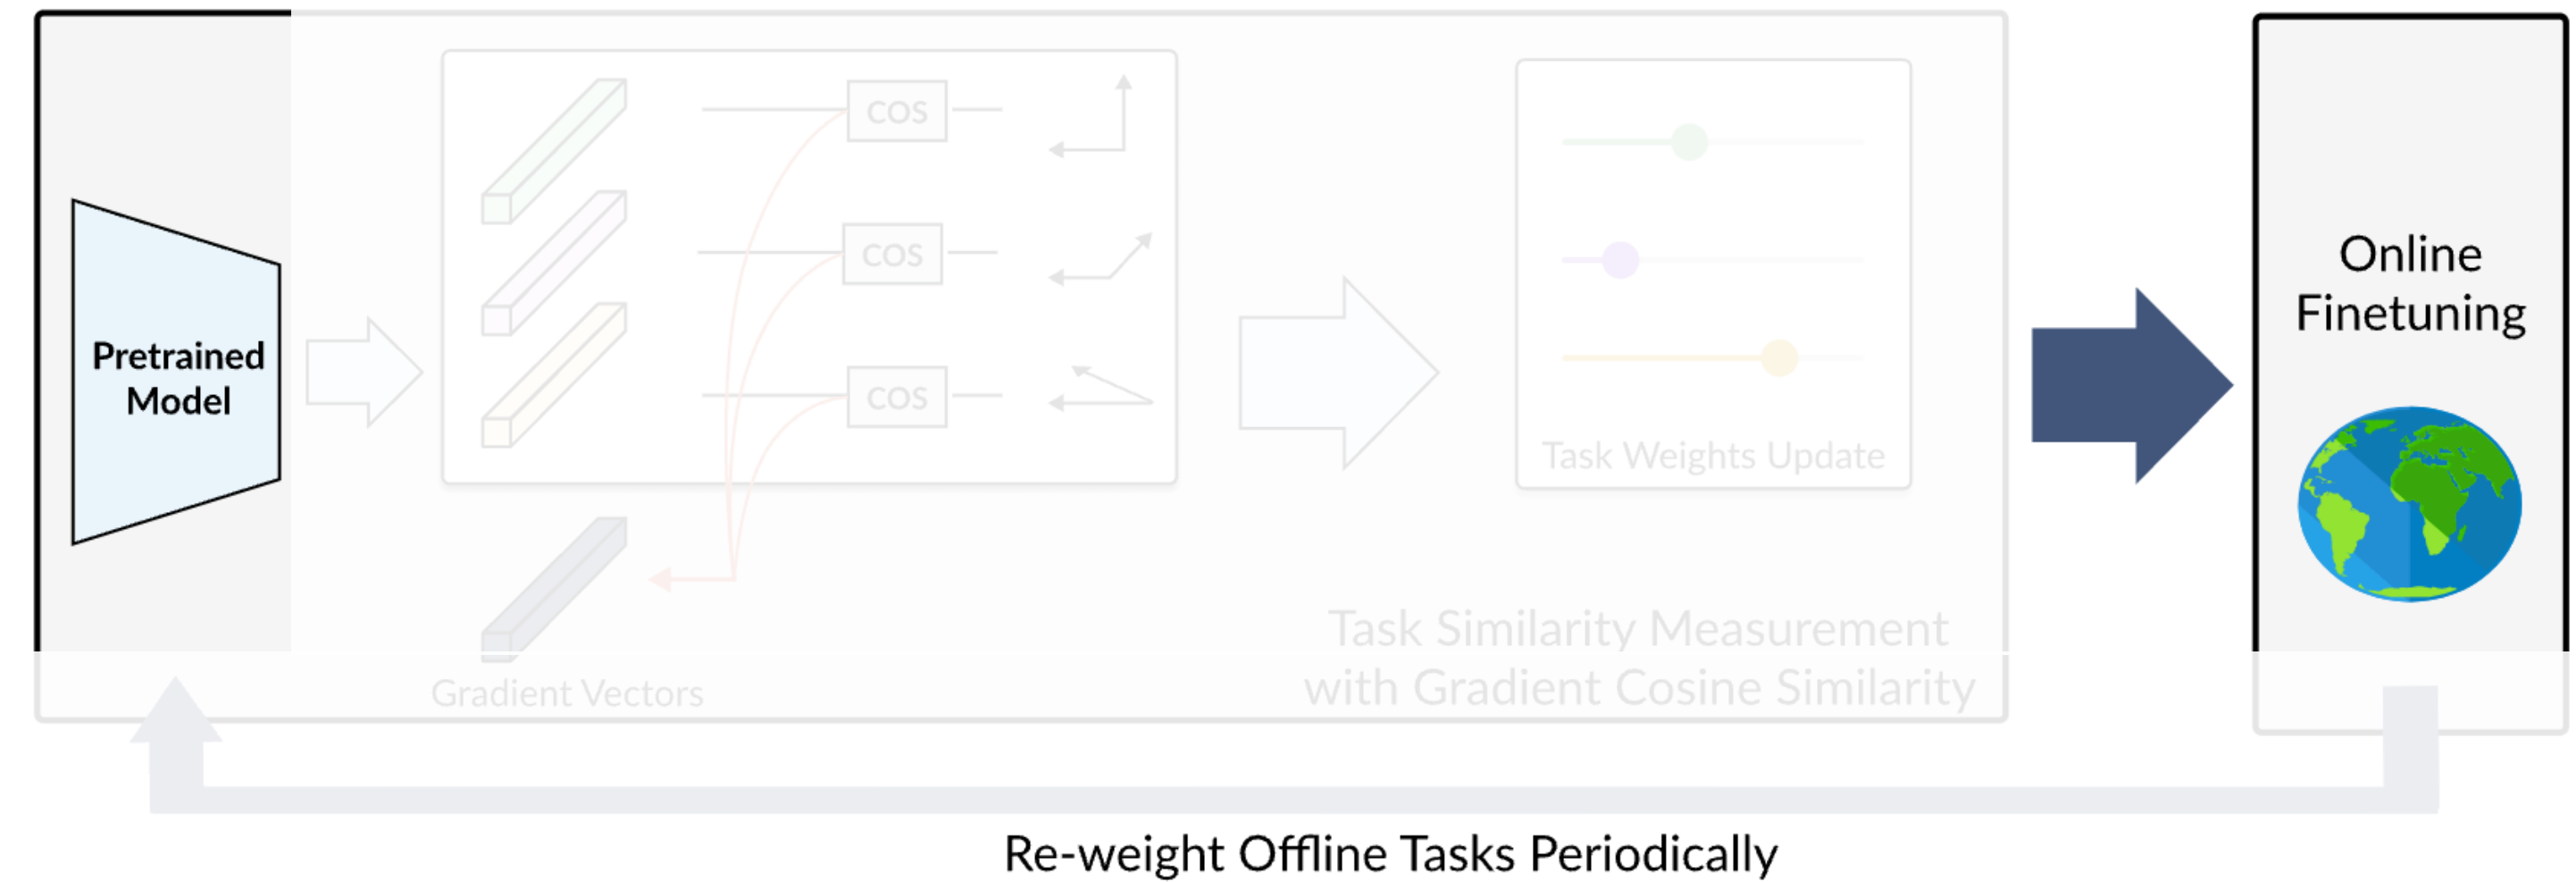 Pretrained
Model
COS
COS
COS
Gradient Vectors
Task Weights Update
Task Similarity Measurement
with Gradient Cosine Similarity
Online
Finetuning
Re-weight Offline Tasks Periodically